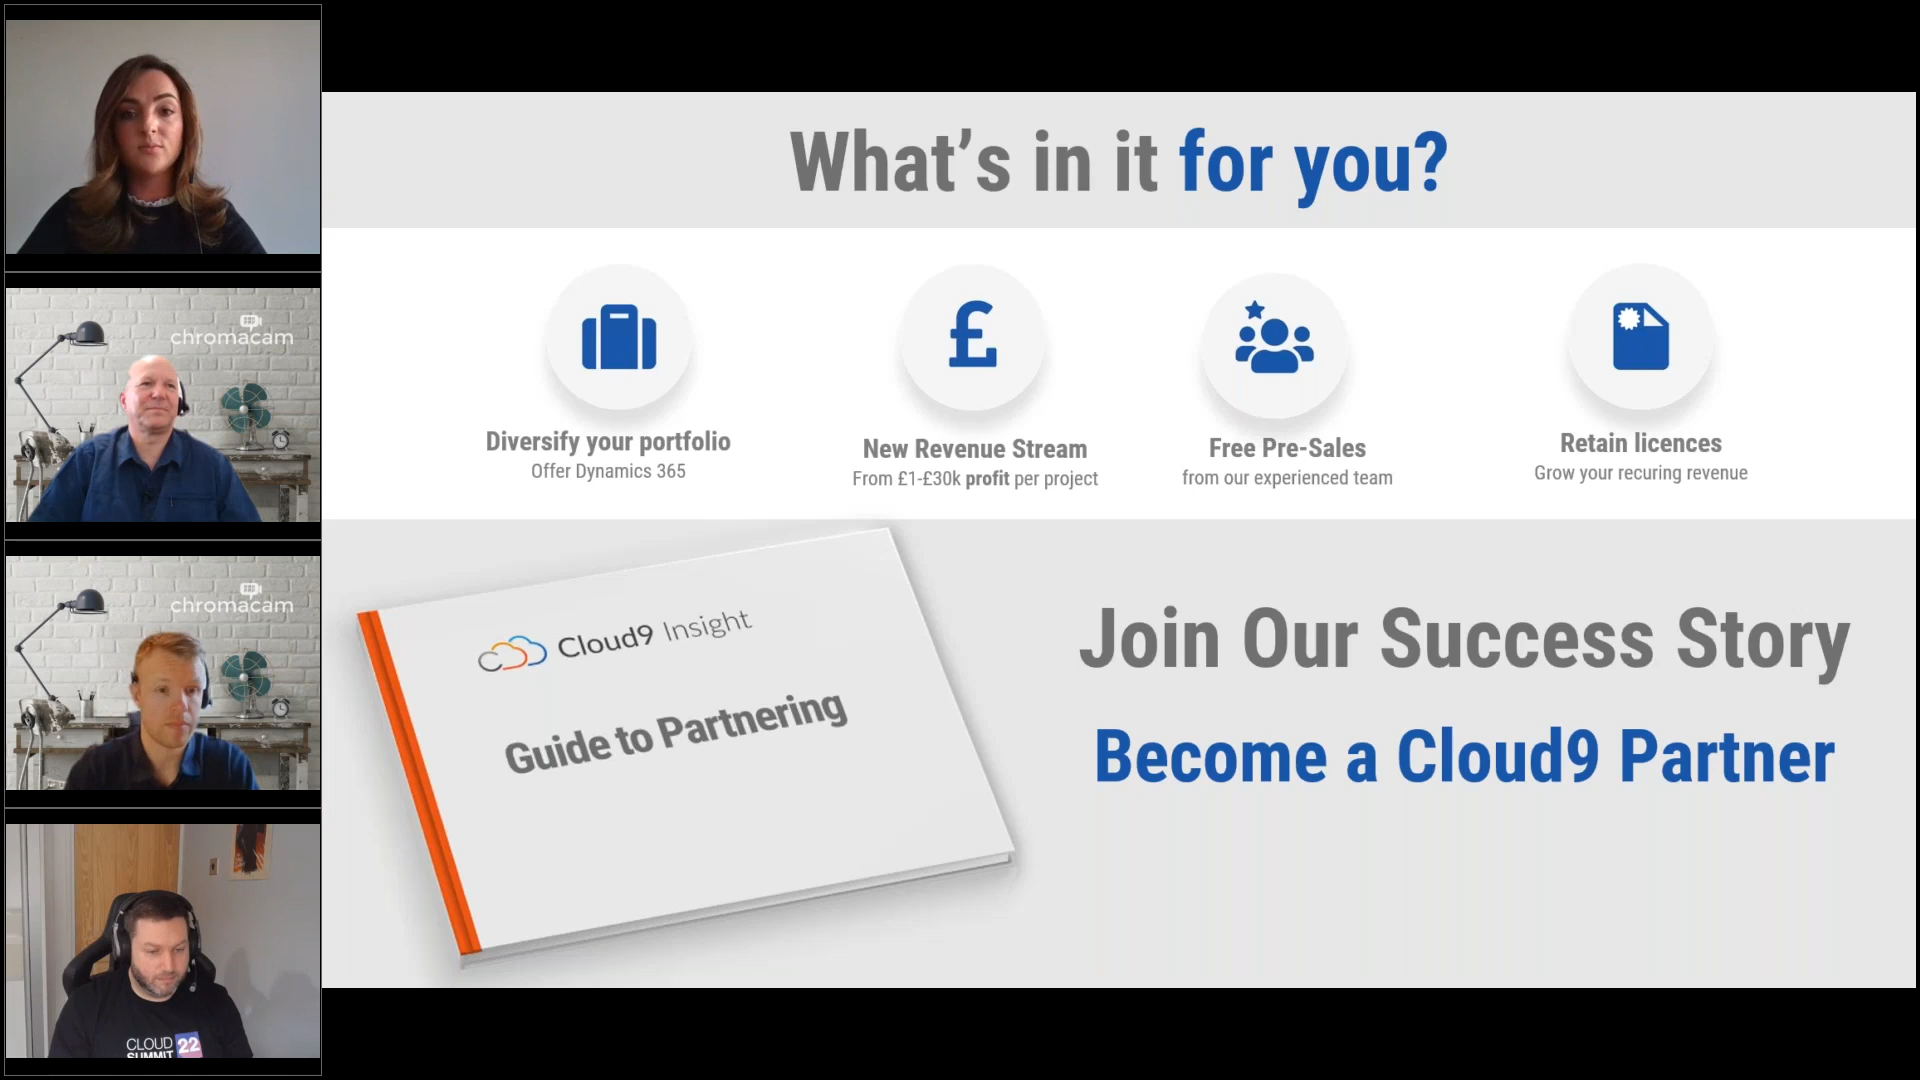 What's in it for you?
Diversify your portfolio
Offer Dynamics 365
New Revenue Stream
From £1-£30k profit per project
Free Pre-Sales
from our experienced team
Retain licences
Grow your recuring revenue
Cloud9 Insight
Guide to Partnering
Join Our Success Story
Become a Cloud9 Partner
chromacam
chromacam
CLOUD 22
SUMMIT